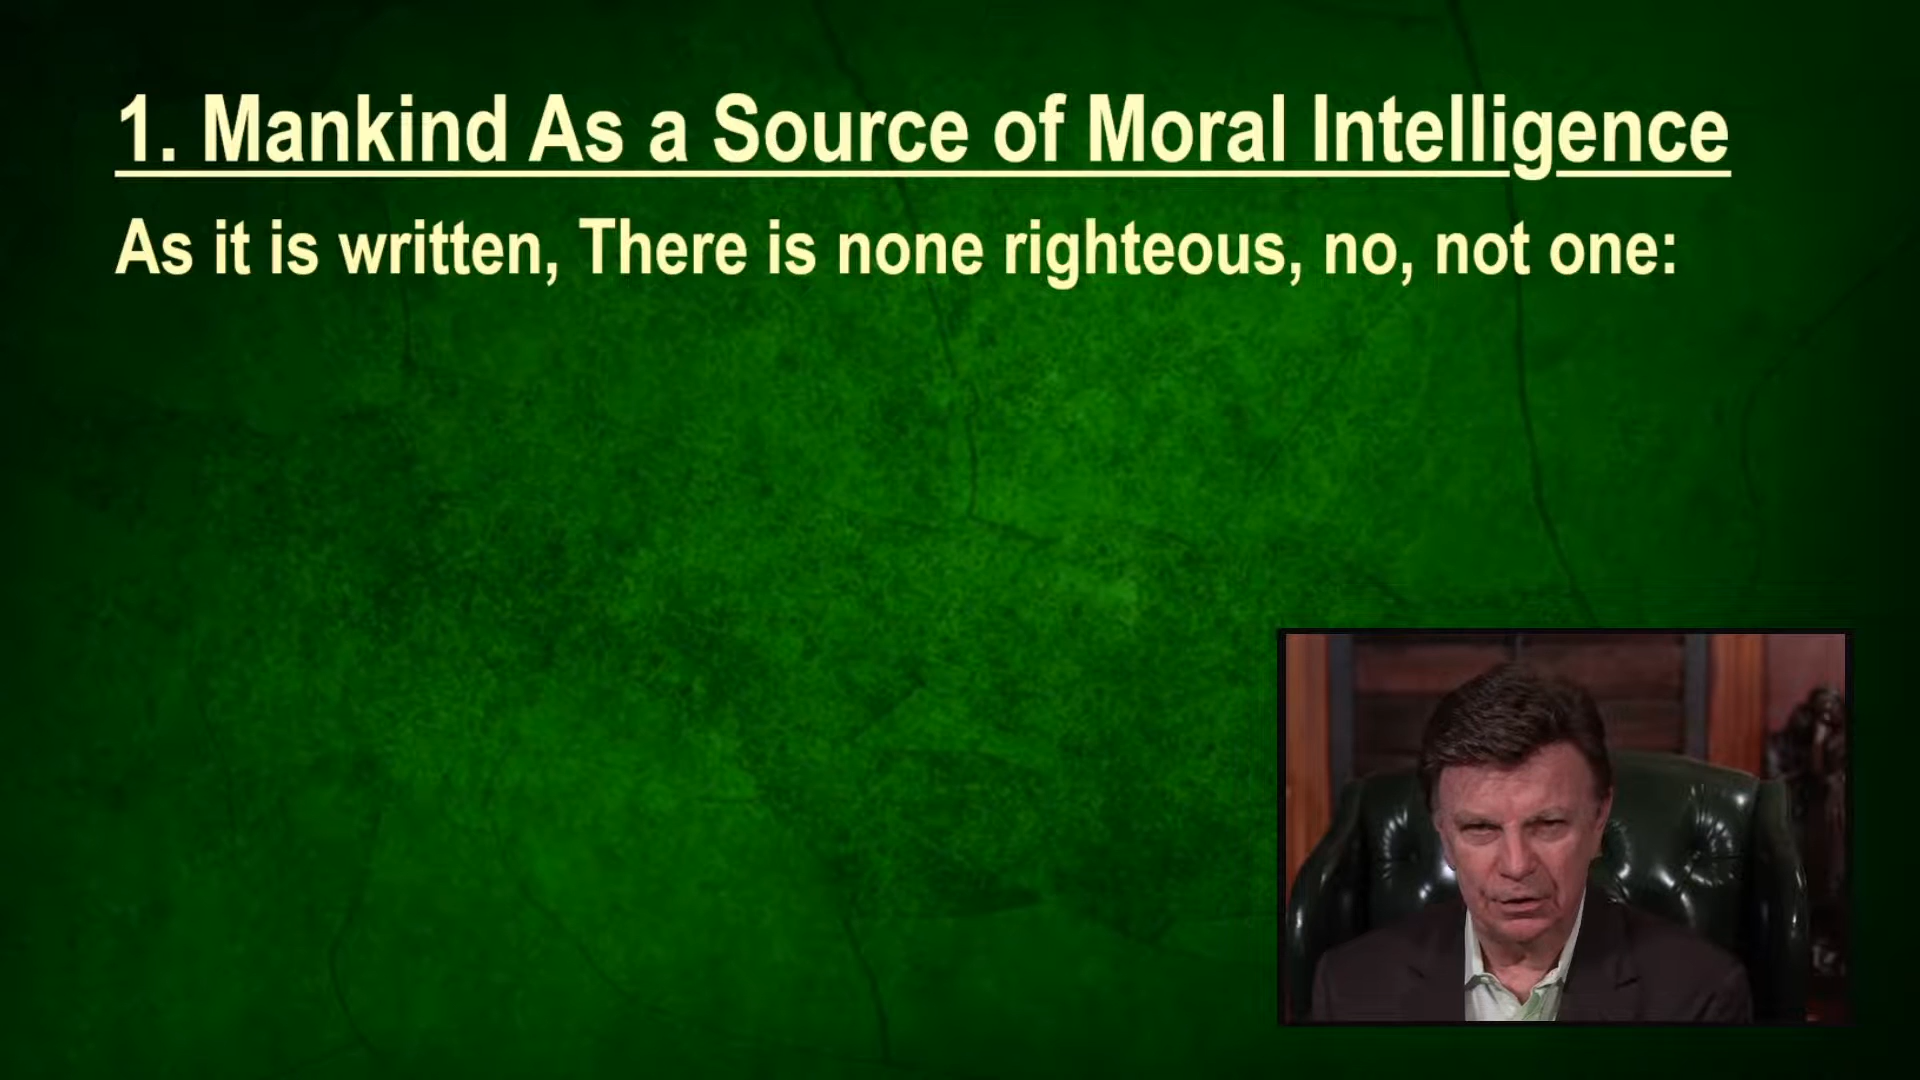 1. Mankind As a Source of Moral Intelligence
As it is written, There is none righteous, no, not one: